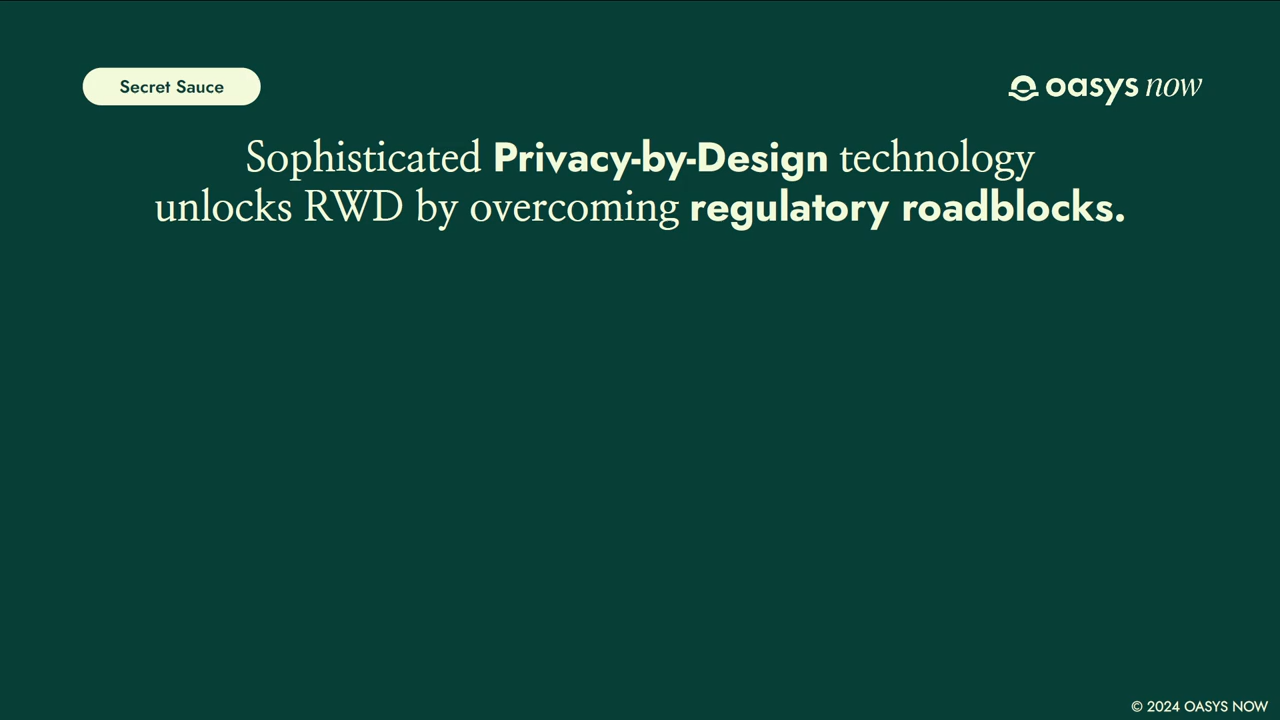 Secret Sauce
oasys now
Sophisticated Privacy-by-Design technology
unlocks RWD by overcoming regulatory roadblocks.
© 2024 OASYS NOW